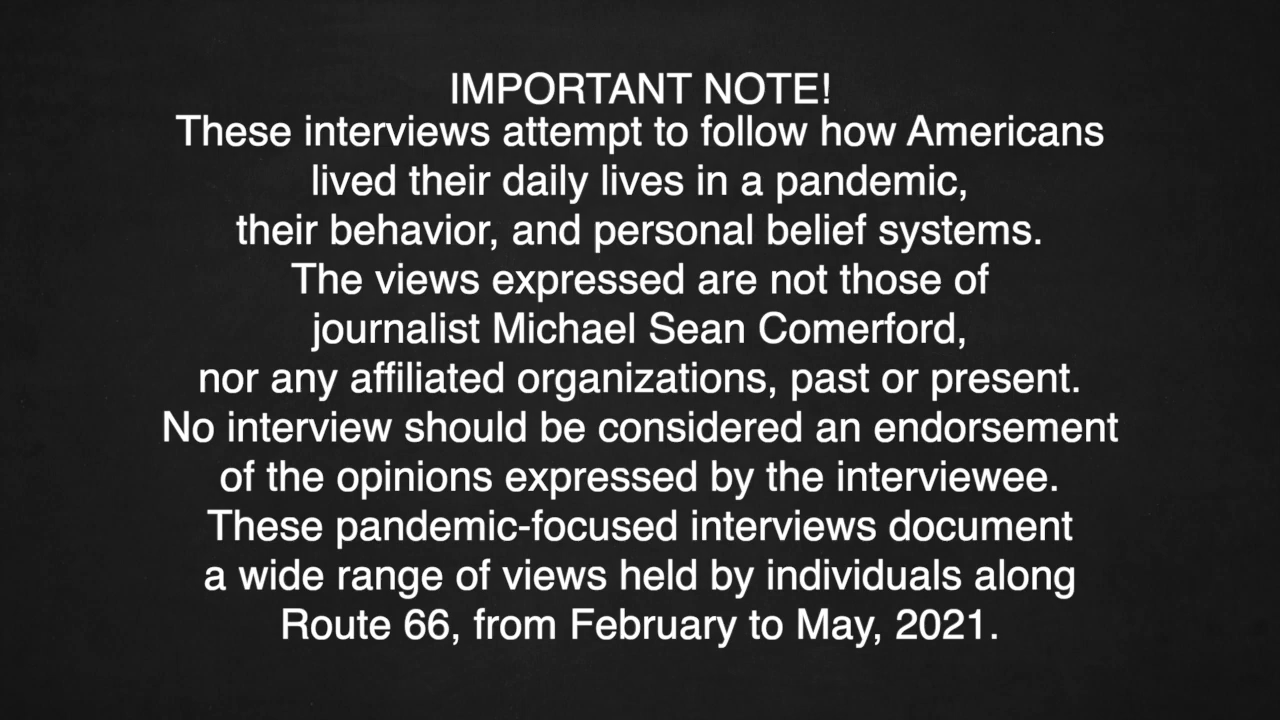 IMPORTANT NOTE!
These interviews attempt to follow how Americans
lived their daily lives in a pandemic,
their behavior, and personal belief systems.
The views expressed are not those of
journalist Michael Sean Comerford,
nor any affiliated organizations, past or present.
No interview should be considered an endorsement
of the opinions expressed by the interviewee.
These pandemic-focused interviews document
a wide range of views held by individuals along
Route 66, from February to May, 2021.